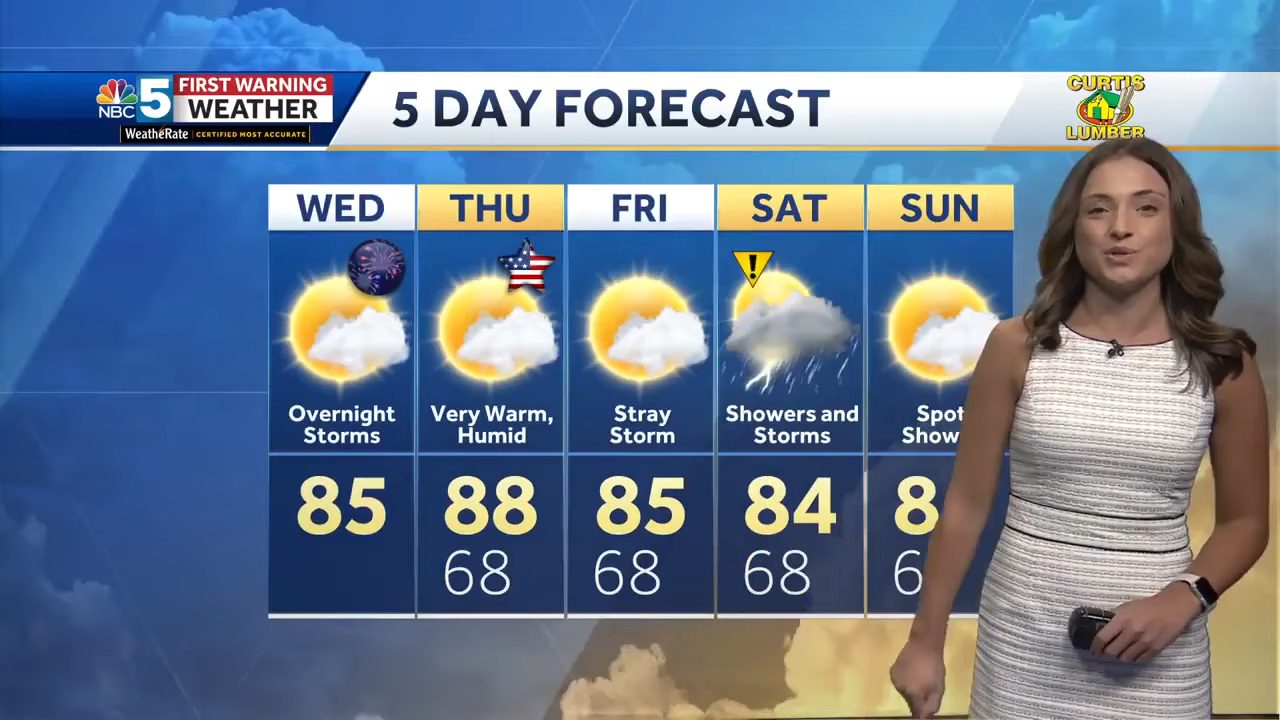 NBC 5 FIRST WARNING
WEATHER
WeatheRate CERTIFIED MOST ACCURATE
5 DAY FORECAST
CURTIS
LUMBER
WED THU FRI SAT SUN
Overnight Storms
Very Warm, Humid
Stray Storm
Showers and Storms
Spot
85 88 85 84
68 68 68